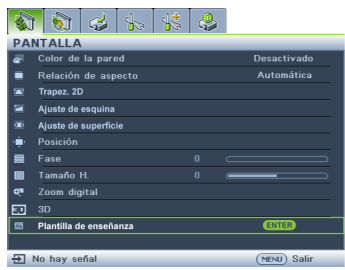 PANTALLA
Color de la pared Desactivado
Relación de aspecto Automática
Trapez. 2D
Ajuste de esquina
Ajuste de superficie
Posición
Fase 0
Tamaño H. 0
Zoom digital
3D 3D
Plantilla de enseñanza ENTER
No hay señal MENU Salir